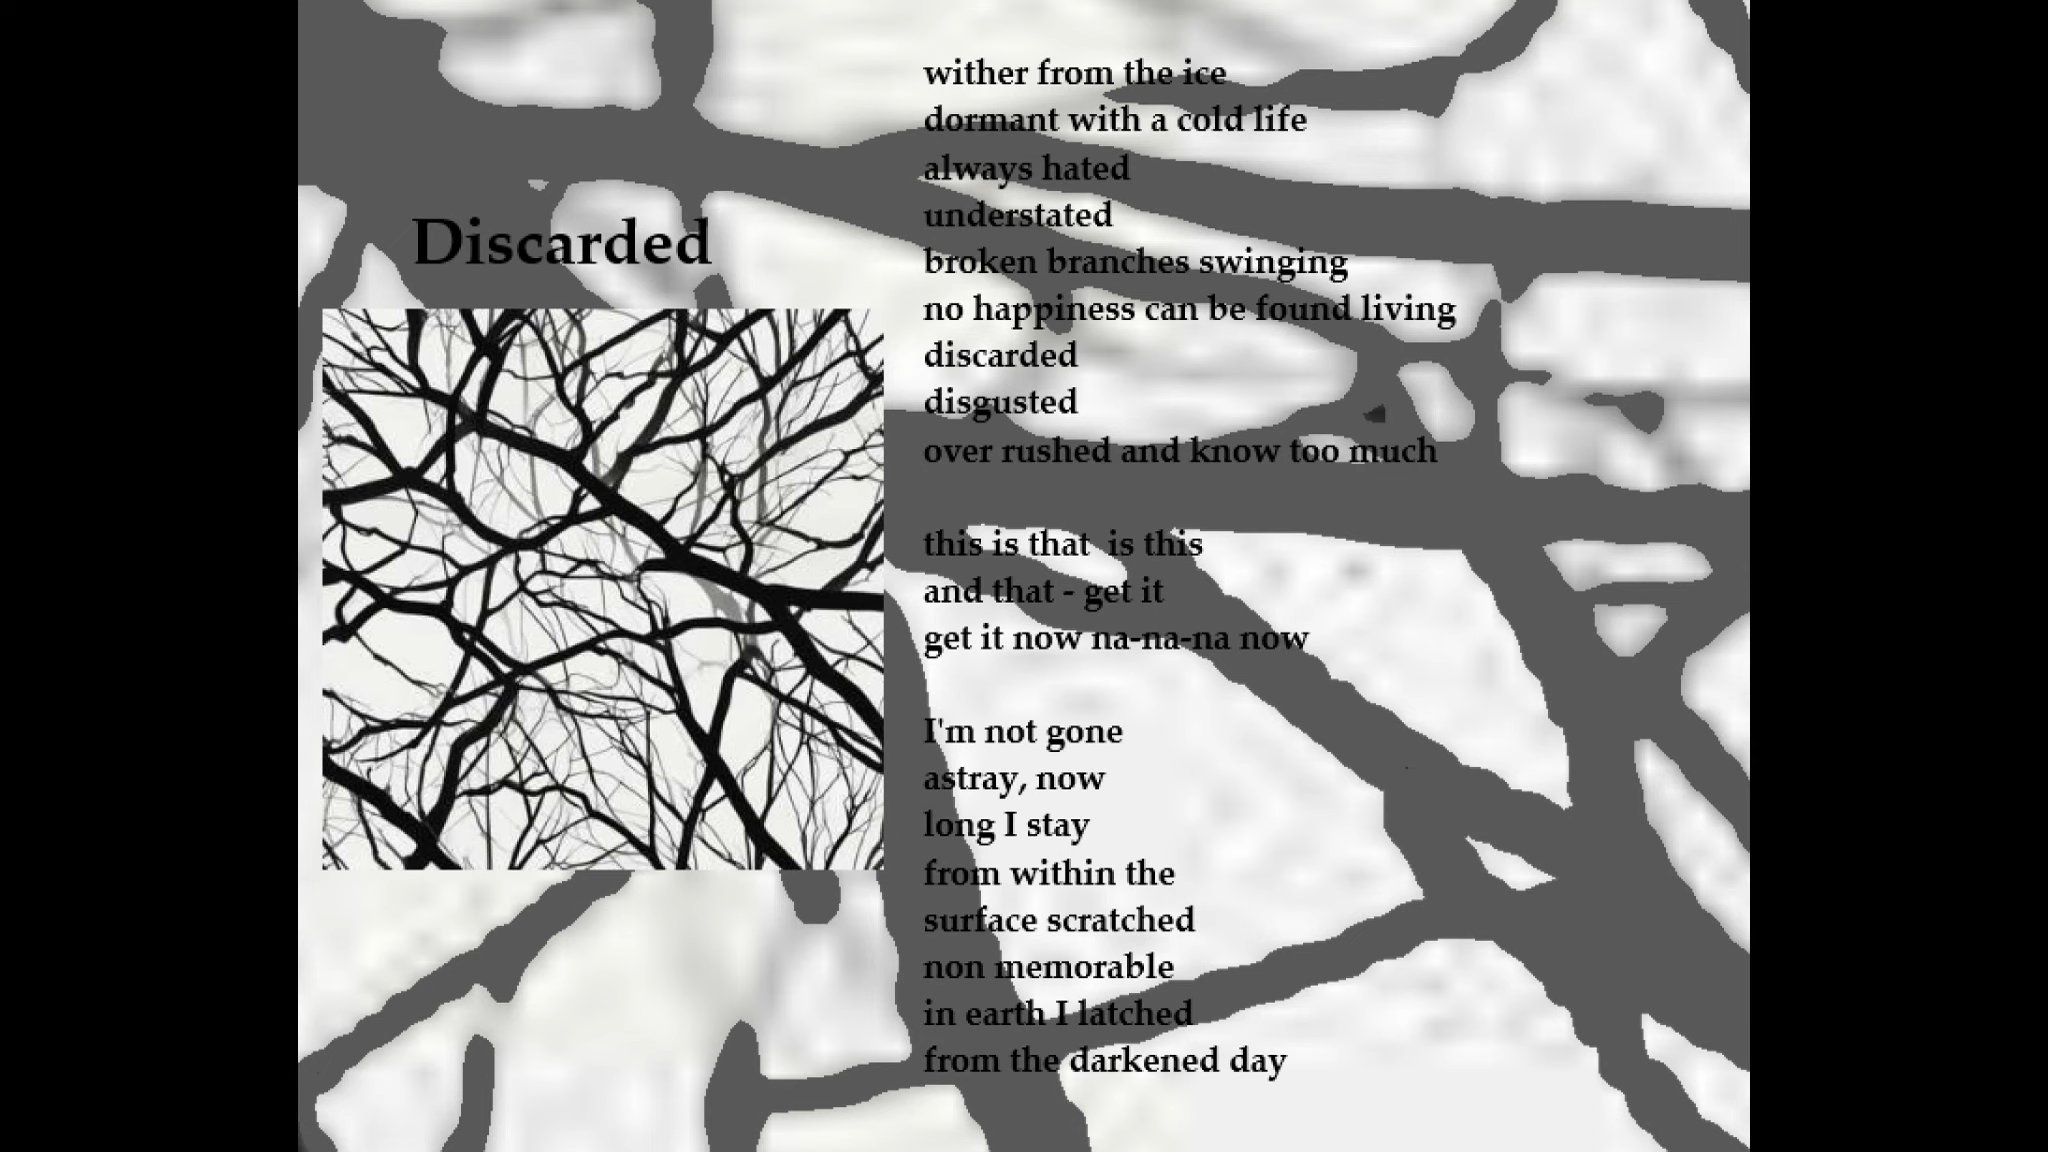 Discarded
wither from the ice
dormant with a cold life
always hated
understated
broken branches swinging
no happiness can be found living
discarded
disgusted
over rushed and know too much
this is that  is this
and that - get it
get it now na-na-na now
I'm not gone
astray, now
long I stay
from within the
surface scratched
non memorable
in earth I latched
from the darkened day